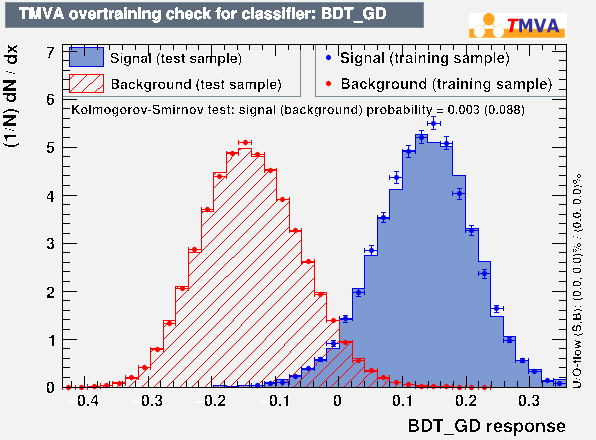 TMVA overtraining check for classifier: BDT_GD
TMVA
(1/N) dN / dx
Signal (test sample)
Background (test sample)
Signal (training sample)
Background (training sample)
Kolmogorov-Smirnov test: signal (background) probability = 0.003 (0.088)
7
6
5
4
3
2
1
0
−0.4 −0.3 −0.2 −0.1 0 0.1 0.2 0.3
BDT_GD response
U/O-flow (S,B): (0.0, 0.0)% / (0.0, 0.0)%